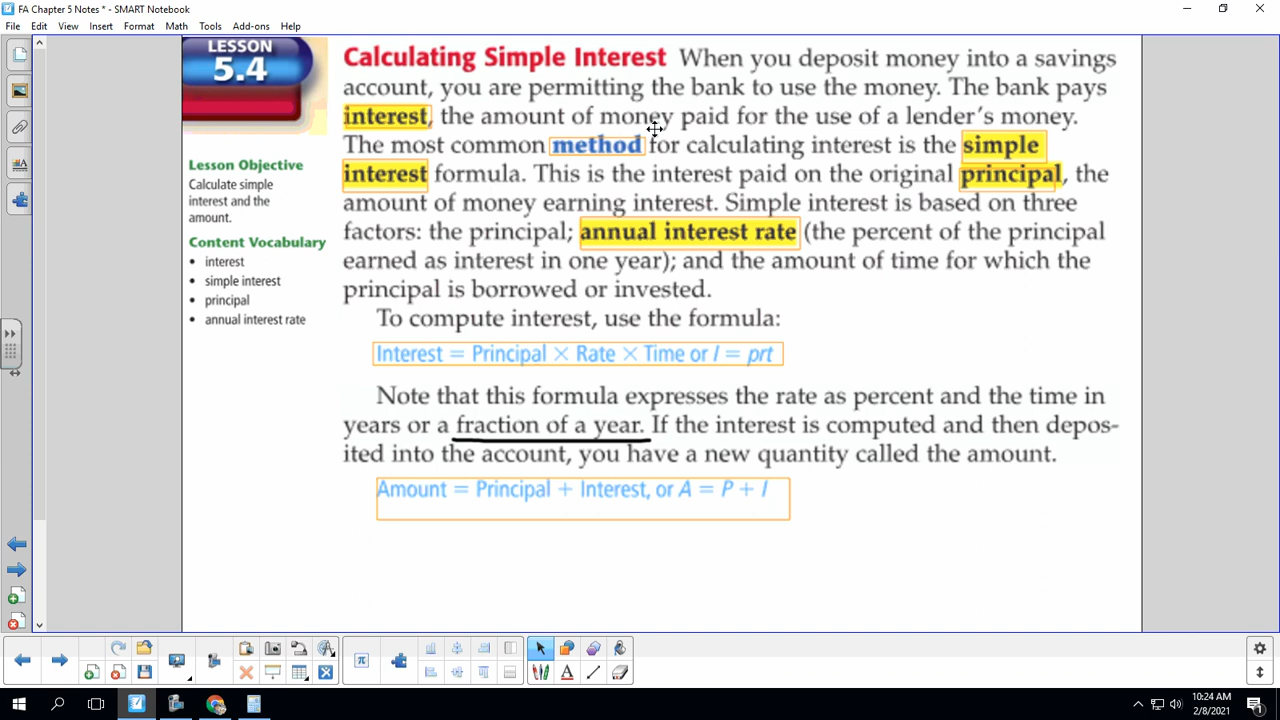 FA Chapter 5 Notes * - SMART Notebook
File Edit View Insert Format Math Tools Add-ons Help
LESSON
5.4
Lesson Objective
Calculate simple
interest and the
amount.
Content Vocabulary
• interest
• simple interest
• principal
• annual interest rate
Calculating Simple Interest When you deposit money into a savings
account, you are permitting the bank to use the money. The bank pays
interest, the amount of money paid for the use of a lender's money.
The most common method for calculating interest is the simple
interest formula. This is the interest paid on the original principal, the
amount of money earning interest. Simple interest is based on three
factors: the principal; annual interest rate (the percent of the principal
earned as interest in one year); and the amount of time for which the
principal is borrowed or invested.
To compute interest, use the formula:
Interest = Principal × Rate × Time or I = prt
Note that this formula expresses the rate as percent and the time in
years or a fraction of a year. If the interest is computed and then depos-
ited into the account, you have a new quantity called the amount.
Amount = Principal + Interest, or A = P + I
10:24 AM
2/8/2021